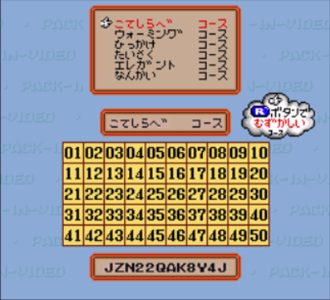 こてしらべ コース
ウォーミング コース
ひっかけ コース
たいさく コース
エレガント コース
なんかい コース
こてしらべ コース
Rボタンで
むずかしい
コース
01 02 03 04 05 06 07 08 09 10
11 12 13 14 15 16 17 18 19 20
21 22 23 24 25 26 27 28 29 30
31 32 33 34 35 36 37 38 39 40
41 42 43 44 45 46 47 48 49 50
JZN22QAK8V4J
PACK-IN-VIDEO